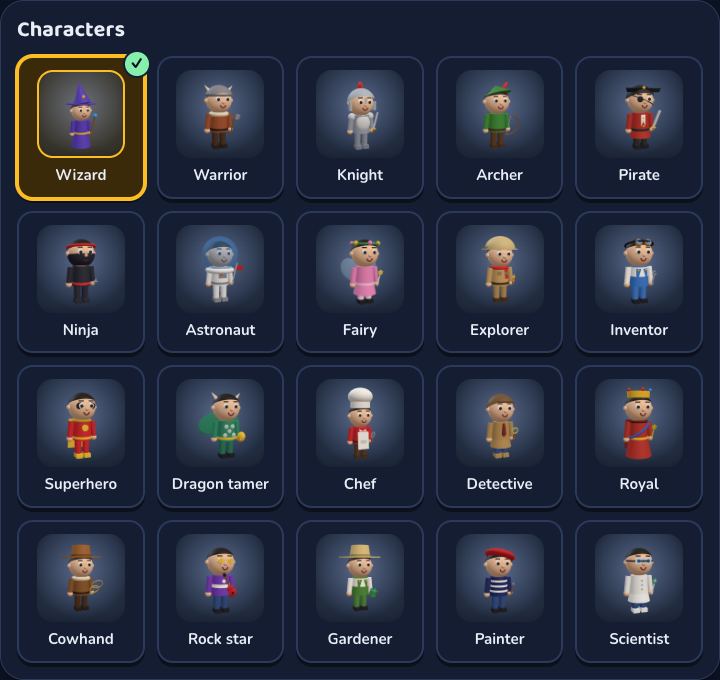 Characters
Wizard
Warrior
Knight
Archer
Pirate
Ninja
Astronaut
Fairy
Explorer
Inventor
Superhero
Dragon tamer
Chef
Detective
Royal
Cowhand
Rock star
Gardener
Painter
Scientist